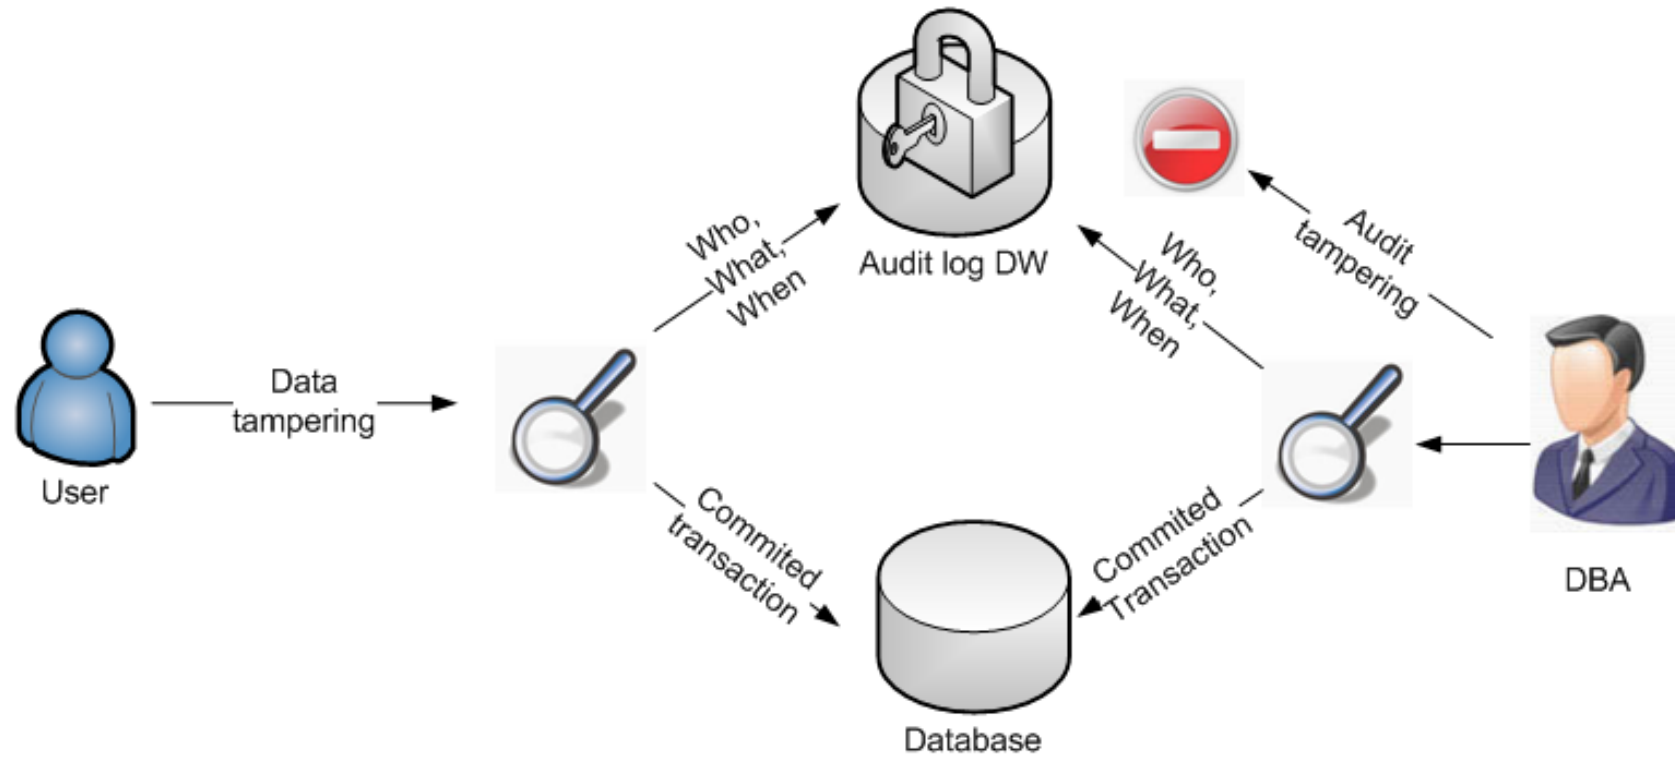 Audit log DW
Who,
What,
When
Who,
What,
When
Audit
tampering
Data
tampering
User
Commited
transaction
Commited
Transaction
DBA
Database